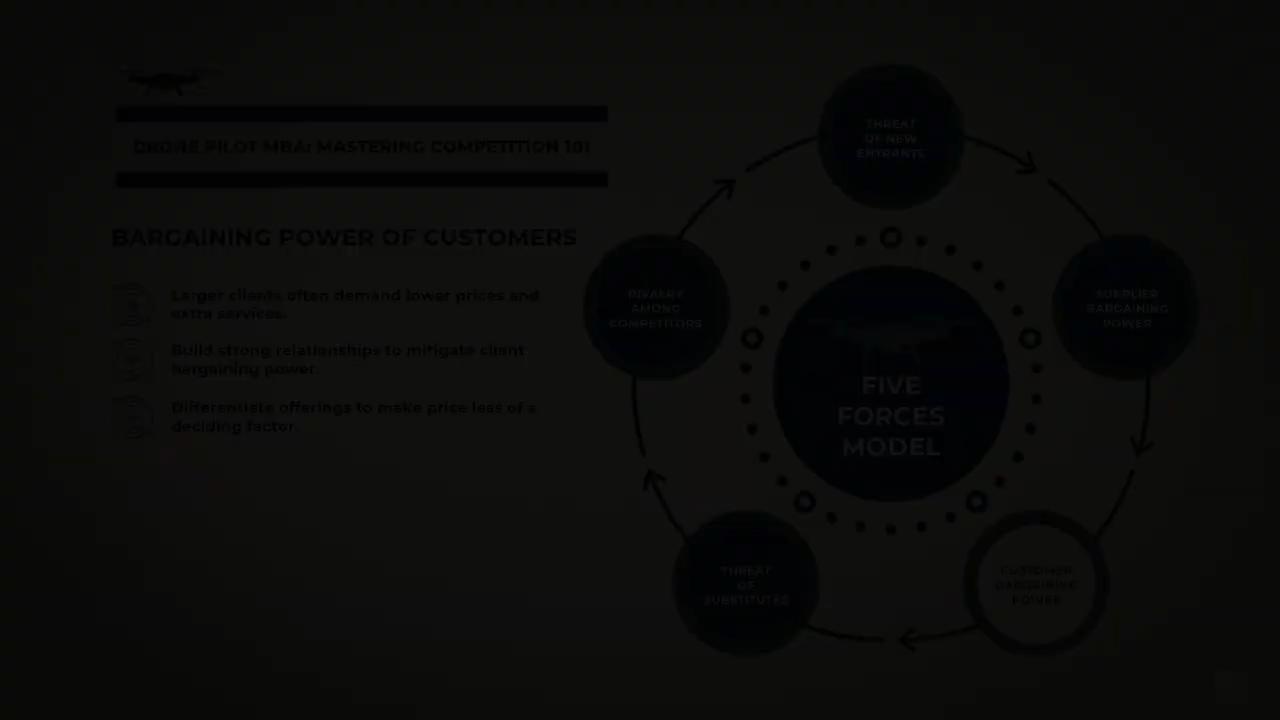 DRONE PILOT MBA: MASTERING COMPETITION 101
BARGAINING POWER OF CUSTOMERS
Larger clients often demand lower prices and
extra services.
Build strong relationships to mitigate client
bargaining power.
Differentiate offerings to make price less of a
deciding factor.
THREAT
OF NEW
ENTRANTS
RIVALRY
AMONG
COMPETITORS
SUPPLIER
BARGAINING
POWER
FIVE
FORCES
MODEL
THREAT
OF
SUBSTITUTES
CUSTOMER
BARGAINING
POWER